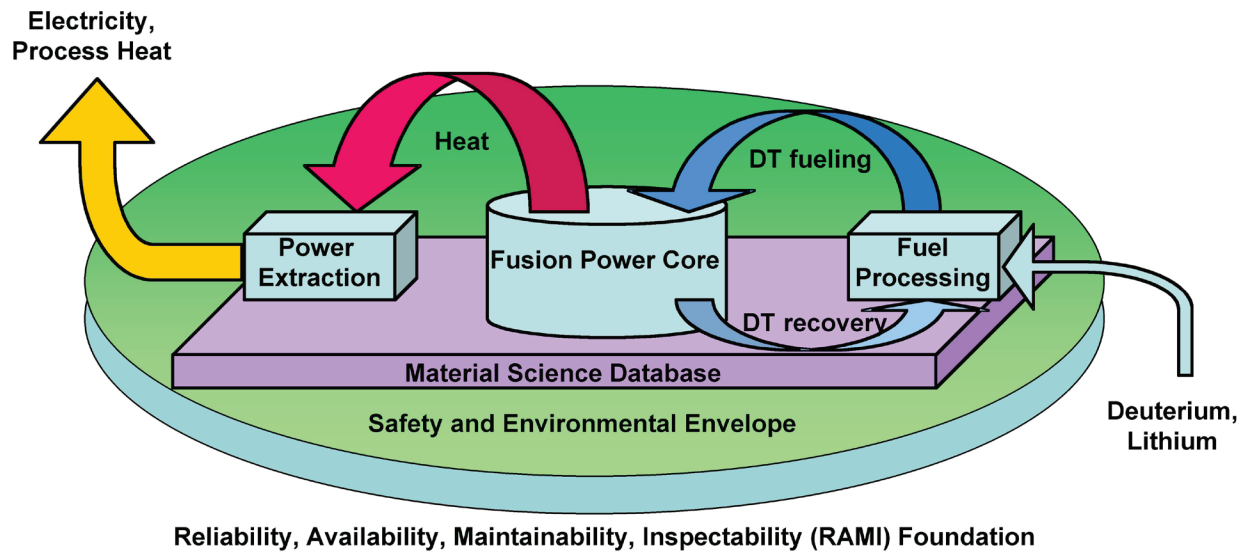 Electricity,
Process Heat
Heat
DT fueling
Power
Extraction
Fusion Power Core
Fuel
Processing
DT recovery
Material Science Database
Safety and Environmental Envelope
Deuterium,
Lithium
Reliability, Availability, Maintainability, Inspectability (RAMI) Foundation